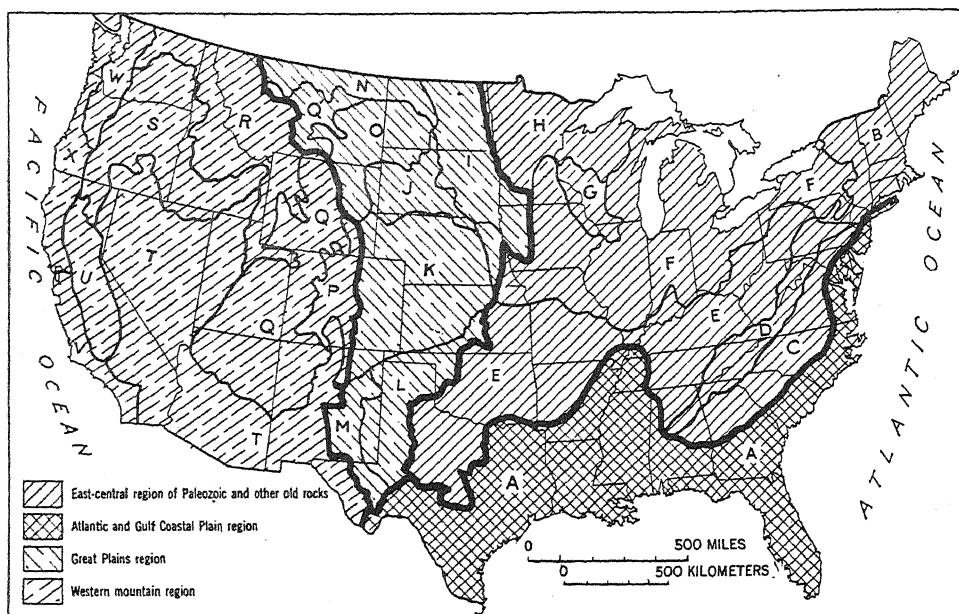 FACIFIC
OCEAN
ATLANTIC OCEAN
W
X
S
R
Q
N
O
I
H
G
B
F
J
Q
U
T
P
Q
K
F
E
D
C
E
L
M
T
A
A
East-central region of Paleozoic and other old rocks
Atlantic and Gulf Coastal Plain region
Great Plains region
Western mountain region
0 500 MILES
0 500 KILOMETERS